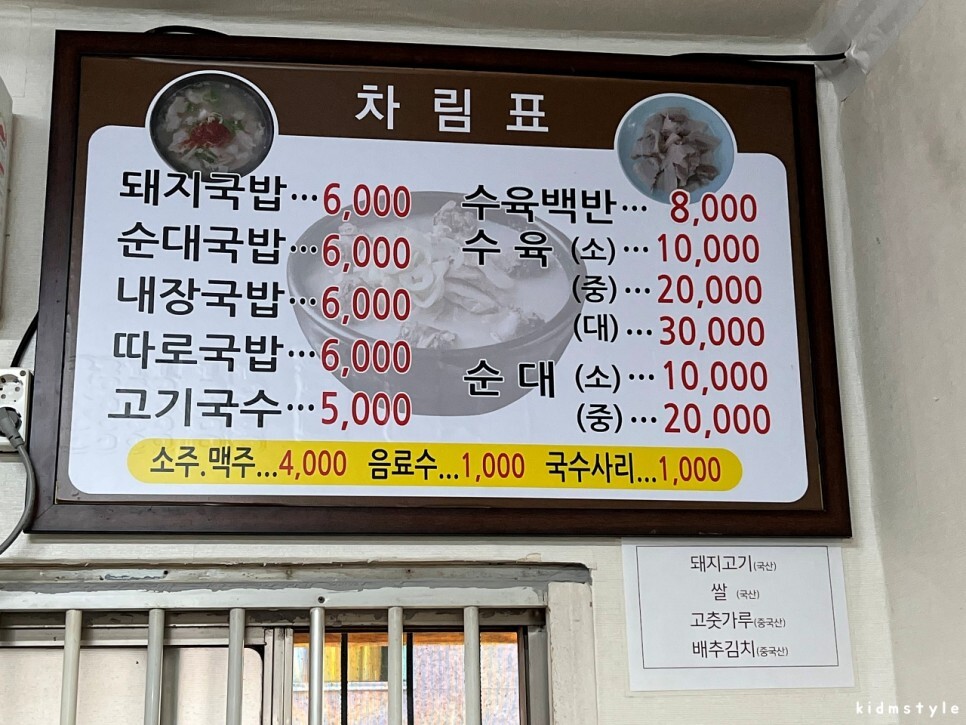 차림표
돼지국밥...6,000
순대국밥...6,000
내장국밥...6,000
따로국밥...6,000
고기국수...5,000
수육백반... 8,000
수육 (소)...10,000
(중)...20,000
(대)...30,000
순대 (소)...10,000
(중)...20,000
소주.맥주...4,000 음료수...1,000 국수사리...1,000
돼지고기(국산)
쌀 (국산)
고춧가루(중국산)
배추김치(중국산)
kidmstyle